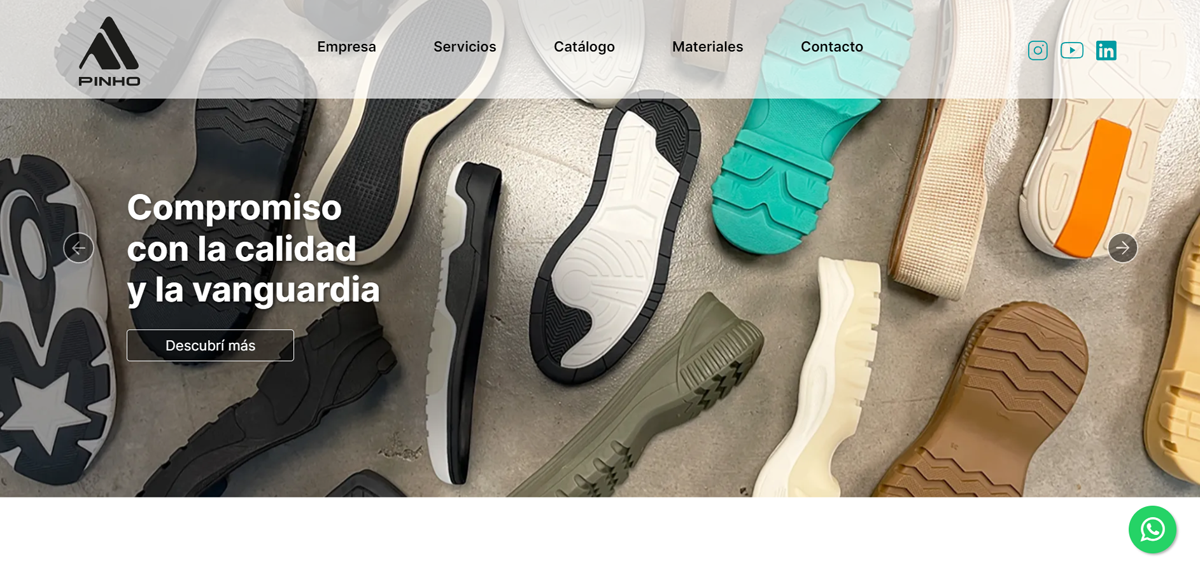 PINHO
Empresa
Servicios
Catálogo
Materiales
Contacto
Compromiso
con la calidad
y la vanguardia
Descubrí más